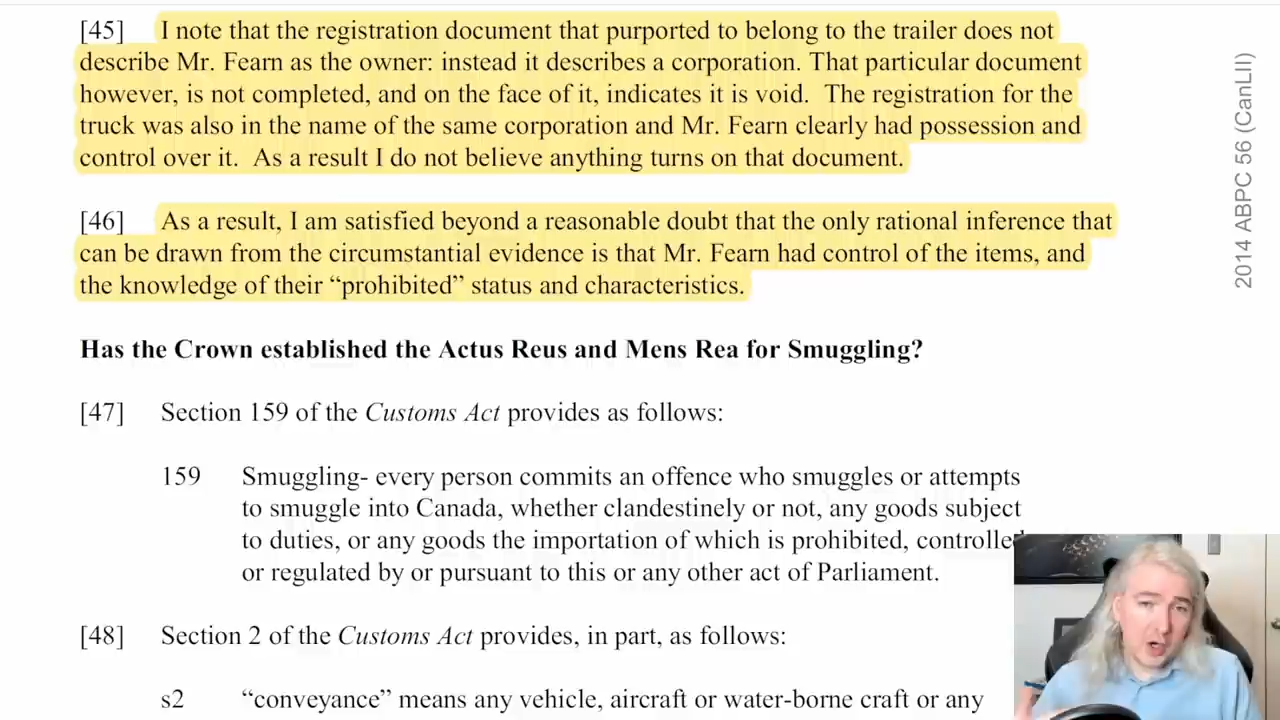 [45] I note that the registration document that purported to belong to the trailer does not
describe Mr. Fearn as the owner: instead it describes a corporation. That particular document
however, is not completed, and on the face of it, indicates it is void. The registration for the
truck was also in the name of the same corporation and Mr. Fearn clearly had possession and
control over it. As a result I do not believe anything turns on that document.
[46] As a result, I am satisfied beyond a reasonable doubt that the only rational inference that
can be drawn from the circumstantial evidence is that Mr. Fearn had control of the items, and
the knowledge of their “prohibited” status and characteristics.
Has the Crown established the Actus Reus and Mens Rea for Smuggling?
[47] Section 159 of the Customs Act provides as follows:
159 Smuggling- every person commits an offence who smuggles or attempts
to smuggle into Canada, whether clandestinely or not, any goods subject
to duties, or any goods the importation of which is prohibited, controlled
or regulated by or pursuant to this or any other act of Parliament.
[48] Section 2 of the Customs Act provides, in part, as follows:
s2 “conveyance” means any vehicle, aircraft or water-borne craft or any
2014 ABPC 56 (CanLII)